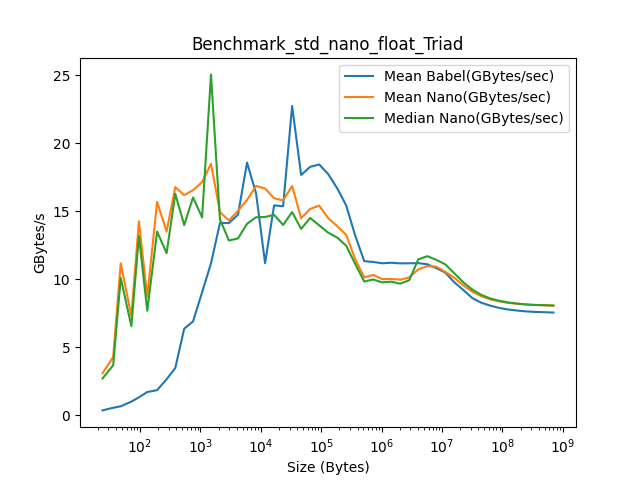 Benchmark_std_nano_float_Triad
Mean Babel(GBytes/sec)
Mean Nano(GBytes/sec)
Median Nano(GBytes/sec)
GBytes/s
25
20
15
10
5
0
10² 10³ 10⁴ 10⁵ 10⁶ 10⁷ 10⁸ 10⁹
Size (Bytes)